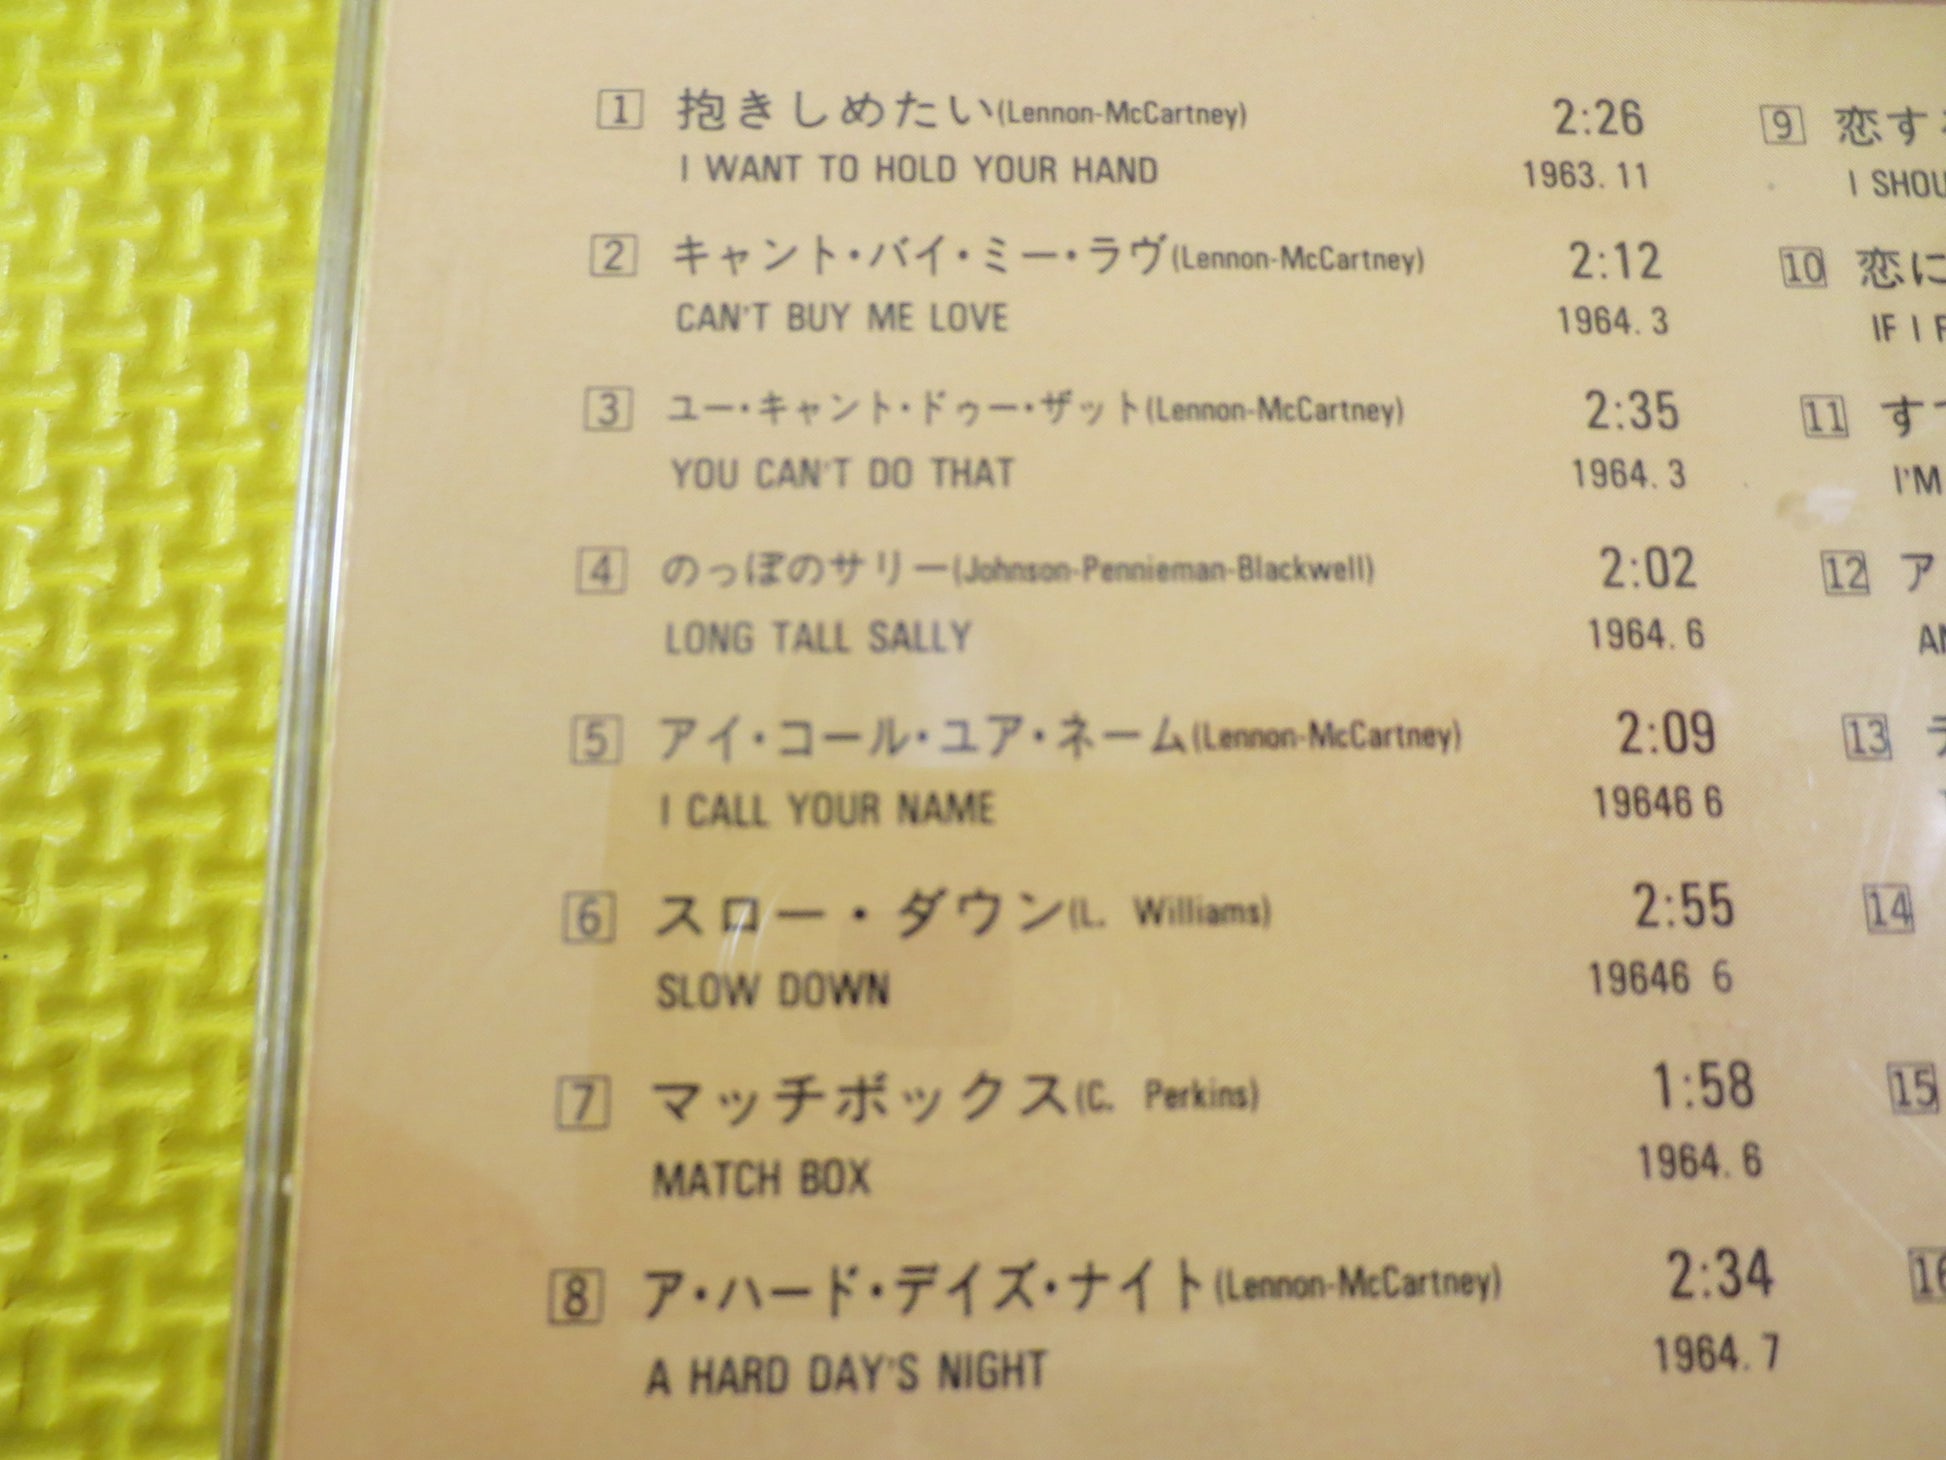 1 抱きしめたい(Lennon-McCartney) 2:26
I WANT TO HOLD YOUR HAND 1963. 11
2 キャント・バイ・ミー・ラヴ(Lennon-McCartney) 2:12
CAN'T BUY ME LOVE 1964. 3
3 ユー・キャント・ドゥー・ザット(Lennon-McCartney) 2:35
YOU CAN'T DO THAT 1964. 3
4 のっぽのサリー(Johnson-Pennieman-Blackwell) 2:02
LONG TALL SALLY 1964. 6
5 アイ・コール・ユア・ネーム(Lennon-McCartney) 2:09
I CALL YOUR NAME 19646 6
6 スロー・ダウン(L. Williams) 2:55
SLOW DOWN 19646 6
7 マッチボックス(C. Perkins) 1:58
MATCH BOX 1964. 6
8 ア・ハード・デイズ・ナイト(Lennon-McCartney) 2:34
A HARD DAY'S NIGHT 1964. 7
9 恋す
I SHOU
10 恋に
IF I F
11 す
I'M
12 ア
AN
13
14
15
16